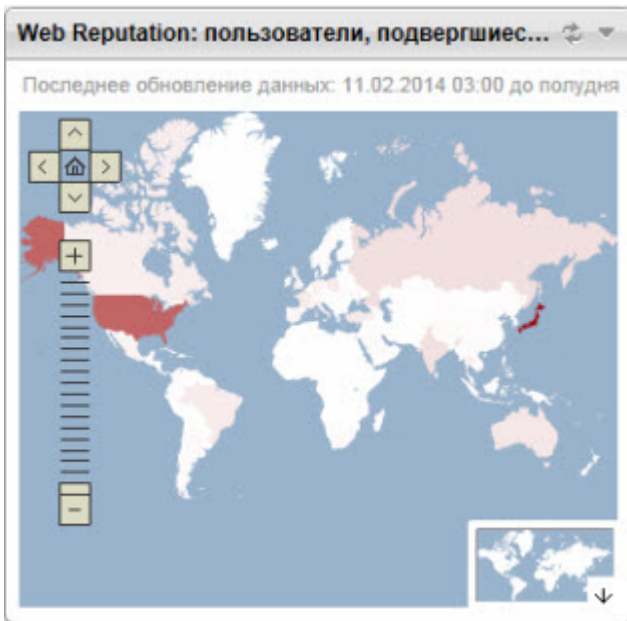 Web Reputation: пользователи, подвергшиес...
Последнее обновление данных: 11.02.2014 03:00 до полудня